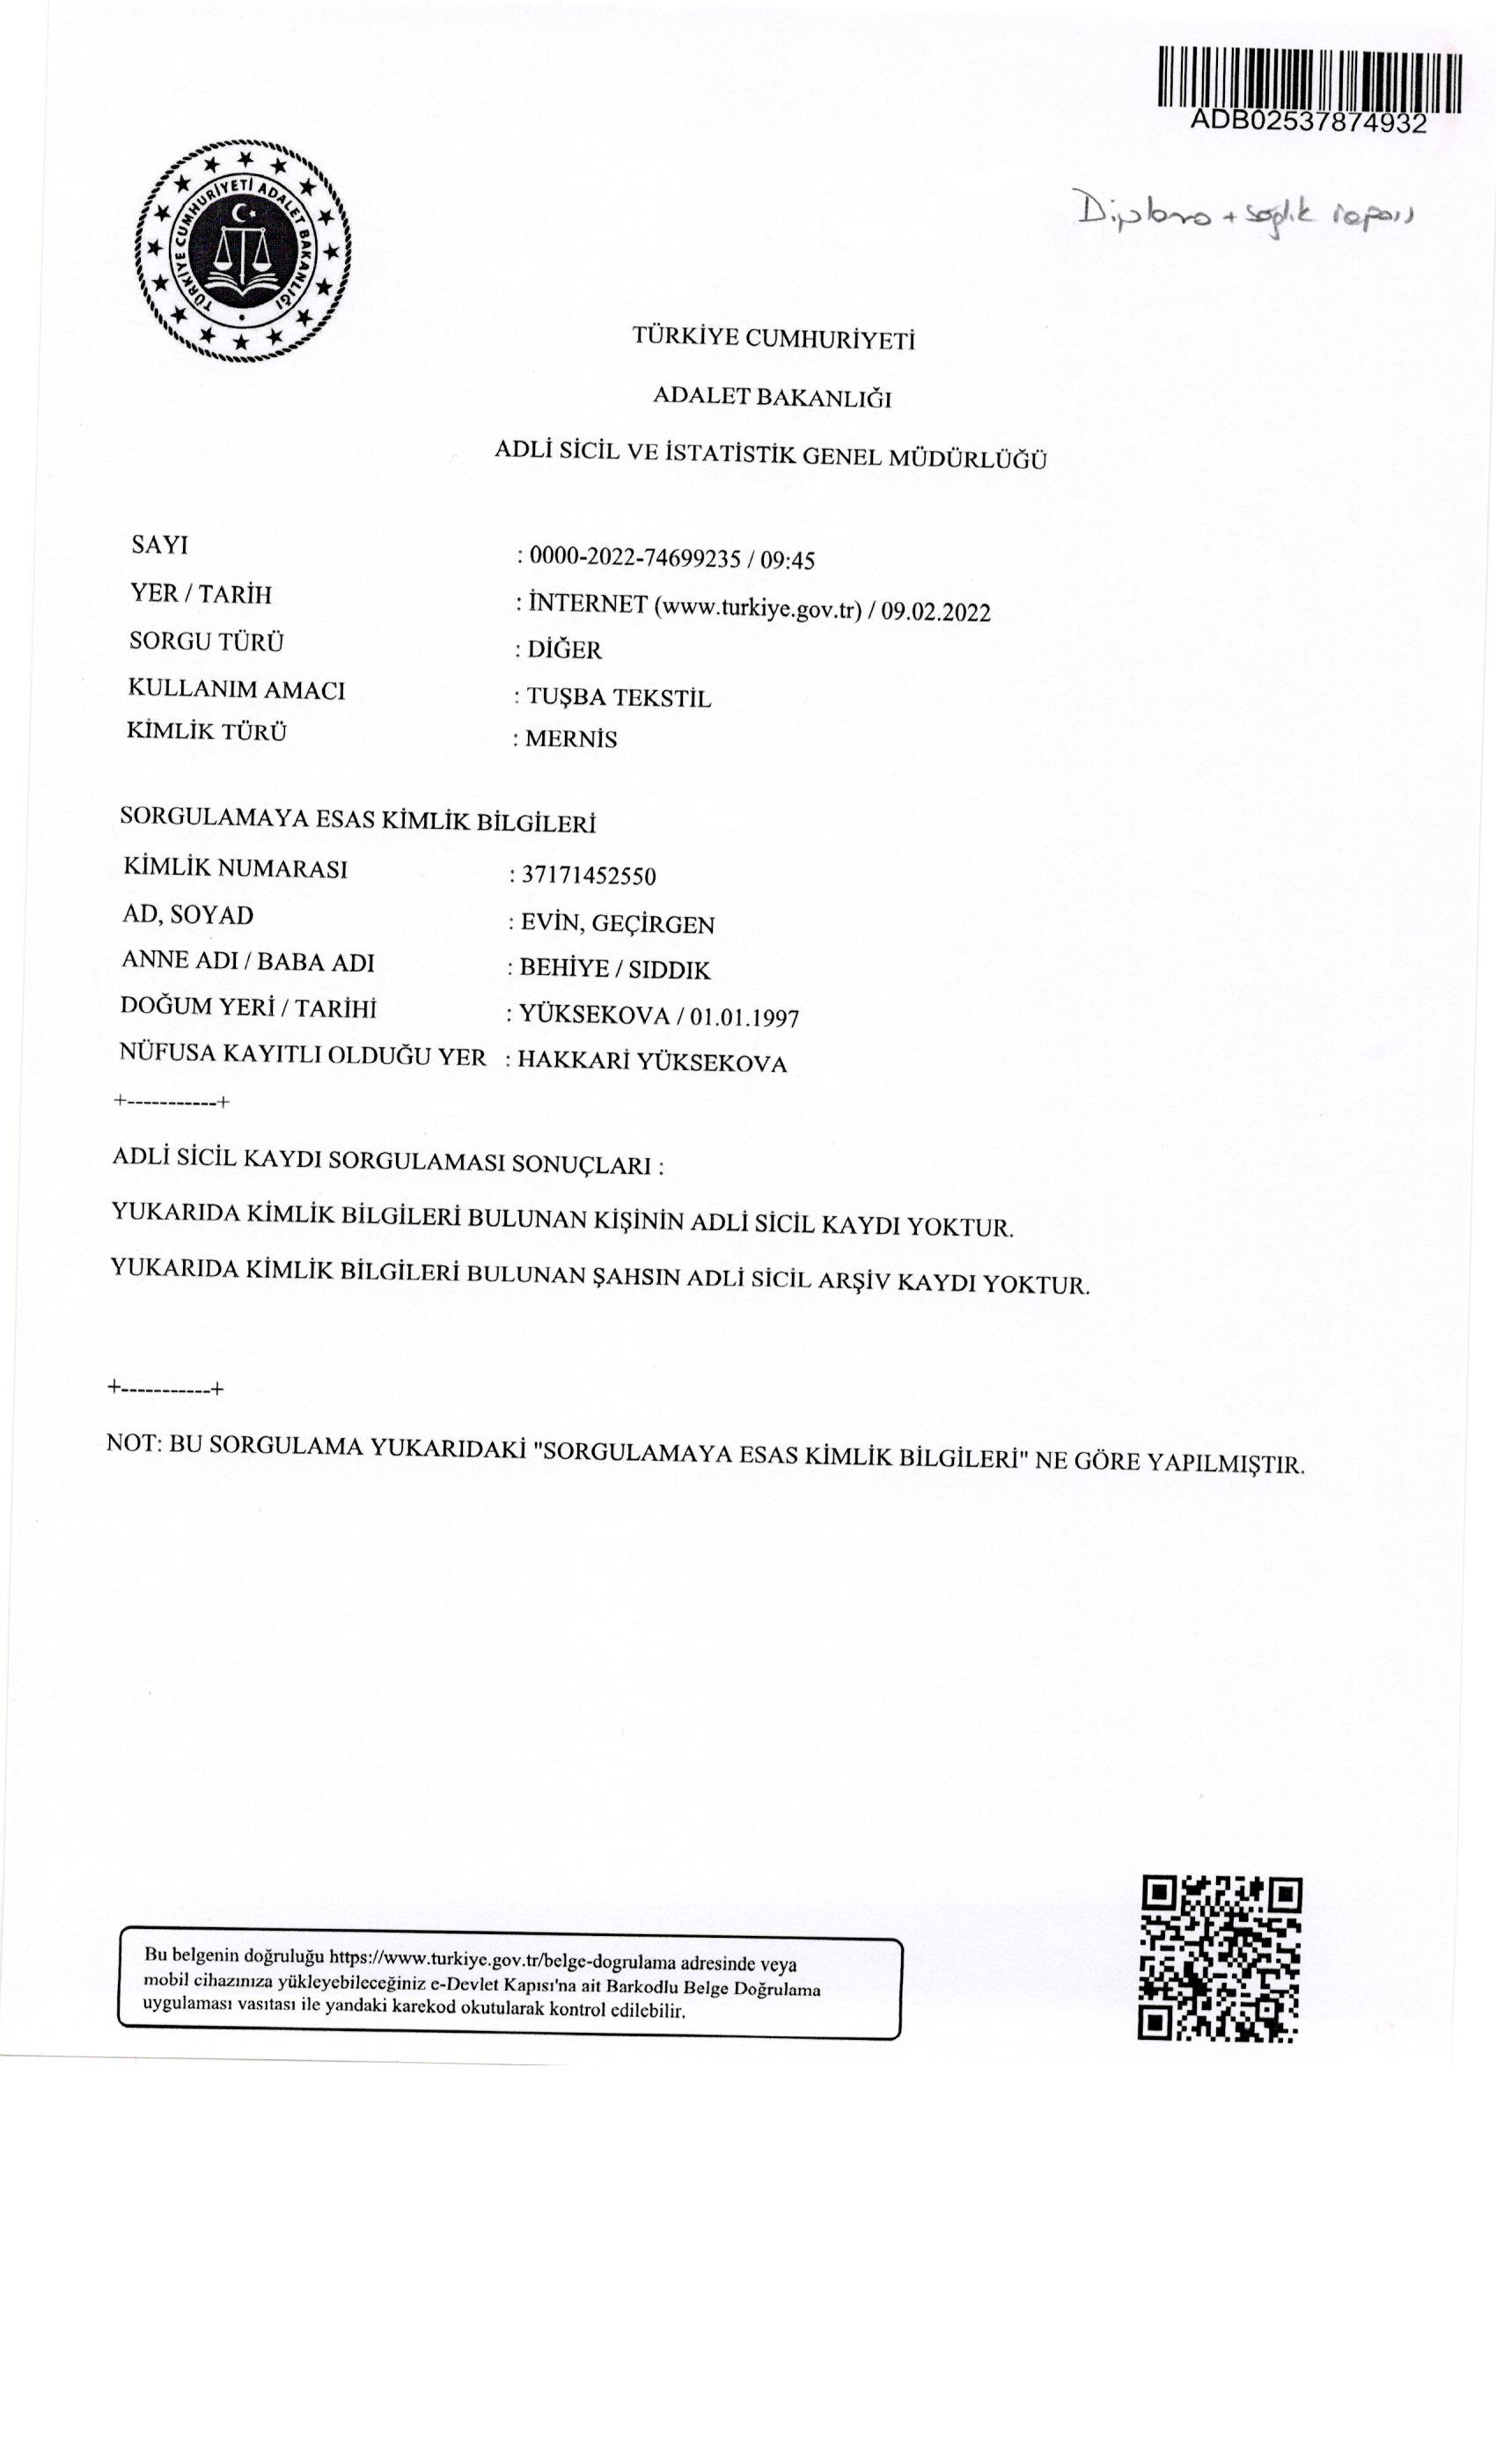 ADB02537874932
Diploma + sağlık raporu
TÜRKİYE CUMHURİYETİ ADALET BAKANLIĞI
TÜRKİYE CUMHURİYETİ
ADALET BAKANLIĞI
ADLİ SİCİL VE İSTATİSTİK GENEL MÜDÜRLÜĞÜ
SAYI : 0000-2022-74699235 / 09:45
YER / TARİH : İNTERNET (www.turkiye.gov.tr) / 09.02.2022
SORGU TÜRÜ : DİĞER
KULLANIM AMACI : TUŞBA TEKSTİL
KİMLİK TÜRÜ : MERNİS
SORGULAMAYA ESAS KİMLİK BİLGİLERİ
KİMLİK NUMARASI : 37171452550
AD, SOYAD : EVİN, GEÇİRGEN
ANNE ADI / BABA ADI : BEHİYE / SIDDIK
DOĞUM YERİ / TARİHİ : YÜKSEKOVA / 01.01.1997
NÜFUSA KAYITLI OLDUĞU YER : HAKKARİ YÜKSEKOVA
+-----------+
ADLİ SİCİL KAYDI SORGULAMASI SONUÇLARI :
YUKARIDA KİMLİK BİLGİLERİ BULUNAN KİŞİNİN ADLİ SİCİL KAYDI YOKTUR.
YUKARIDA KİMLİK BİLGİLERİ BULUNAN ŞAHSIN ADLİ SİCİL ARŞİV KAYDI YOKTUR.
+-----------+
NOT: BU SORGULAMA YUKARIDAKİ "SORGULAMAYA ESAS KİMLİK BİLGİLERİ" NE GÖRE YAPILMIŞTIR.
Bu belgenin doğruluğu https://www.turkiye.gov.tr/belge-dogrulama adresinde veya
mobil cihazınıza yükleyebileceğiniz e-Devlet Kapısı'na ait Barkodlu Belge Doğrulama
uygulaması vasıtası ile yandaki karekod okutularak kontrol edilebilir.